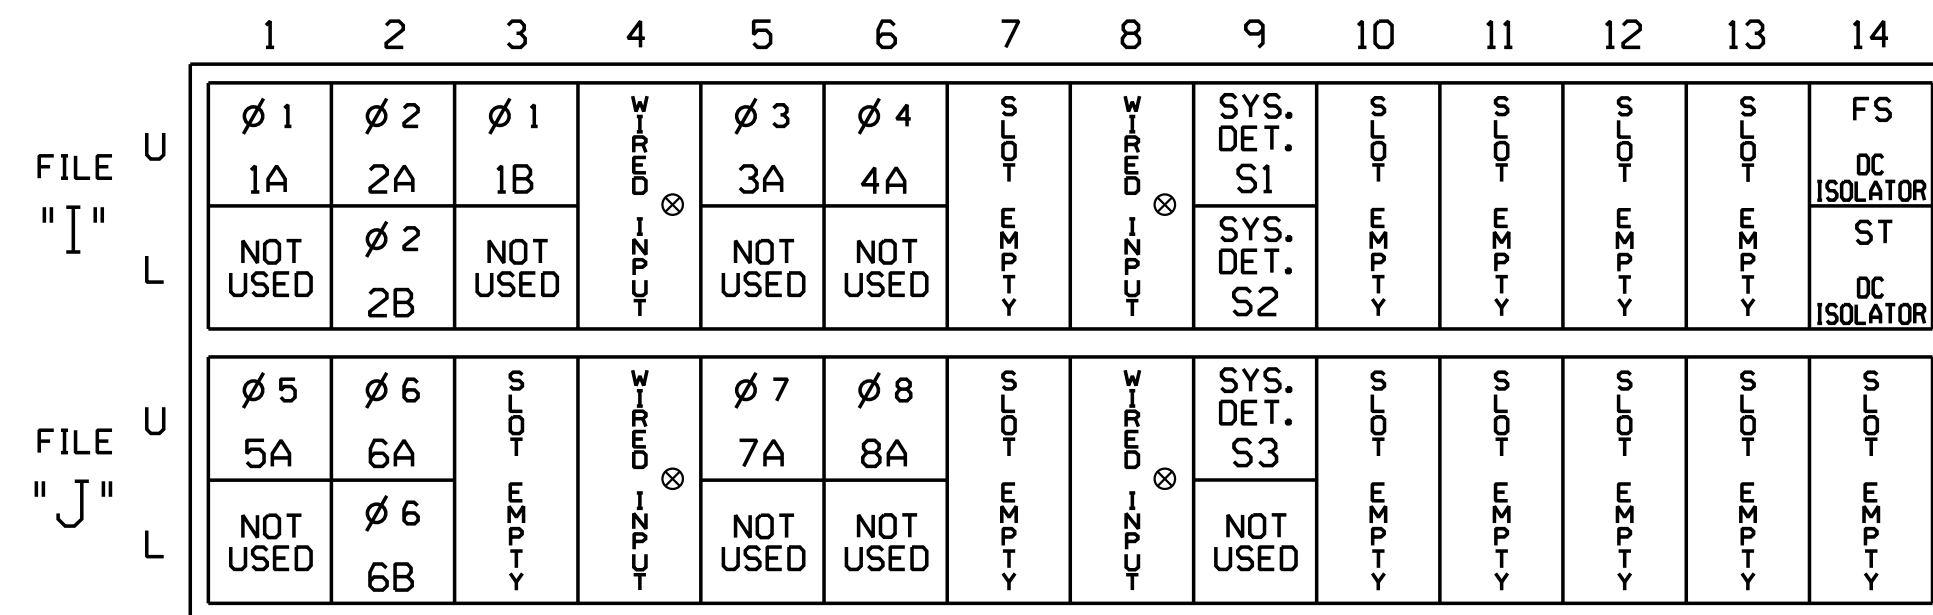 1 2 3 4 5 6 7 8 9 10 11 12 13 14
FILE "I"
U
L
ø 1
1A
NOT USED
ø 2
2A
ø 2
2B
ø 1
1B
NOT USED
WIRED INPUT
ø 3
3A
NOT USED
ø 4
4A
NOT USED
SLOT EMPTY
WIRED INPUT
SYS.
DET.
S1
SYS.
DET.
S2
SLOT EMPTY
SLOT EMPTY
SLOT EMPTY
SLOT EMPTY
FS
DC
ISOLATOR
ST
DC
ISOLATOR
FILE "J"
U
L
ø 5
5A
NOT USED
ø 6
6A
ø 6
6B
SLOT EMPTY
WIRED INPUT
ø 7
7A
NOT USED
ø 8
8A
NOT USED
SLOT EMPTY
WIRED INPUT
SYS.
DET.
S3
NOT USED
SLOT EMPTY
SLOT EMPTY
SLOT EMPTY
SLOT EMPTY
SLOT EMPTY